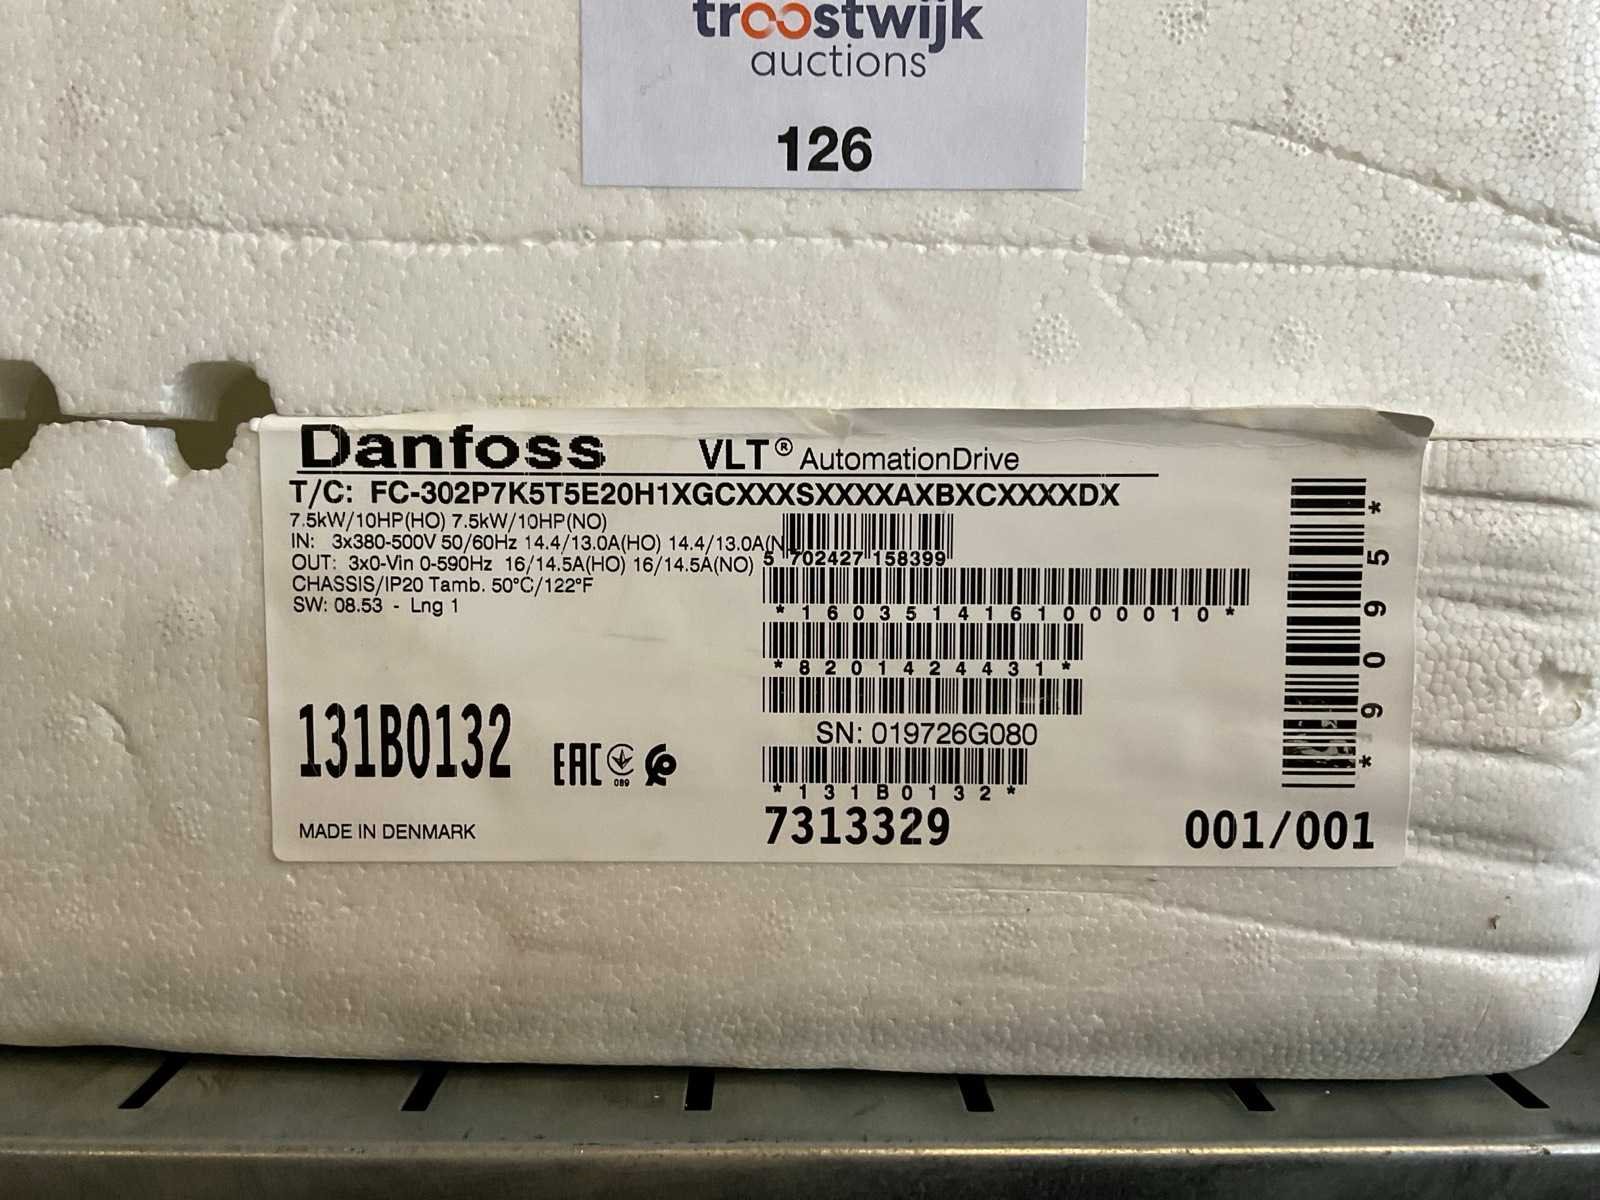 troostwijk
auctions
126
Danfoss VLT® AutomationDrive
T/C: FC-302P7K5T5E20H1XGCXXXSXXXXAXBXCXXXXDX
7.5kW/10HP(HO) 7.5kW/10HP(NO)
IN: 3x380-500V 50/60Hz 14.4/13.0A(HO) 14.4/13.0A(N
OUT: 3x0-Vin 0-590Hz 16/14.5A(HO) 16/14.5A(NO)
CHASSIS/IP20 Tamb. 50°C/122°F
SW: 08.53 - Lng 1
5 702427 158399
*1603514161000010*
*8201424431*
SN: 019726G080
*131B0132*
7313329
131B0132
EAC
089
MADE IN DENMARK
*9095*
001/001